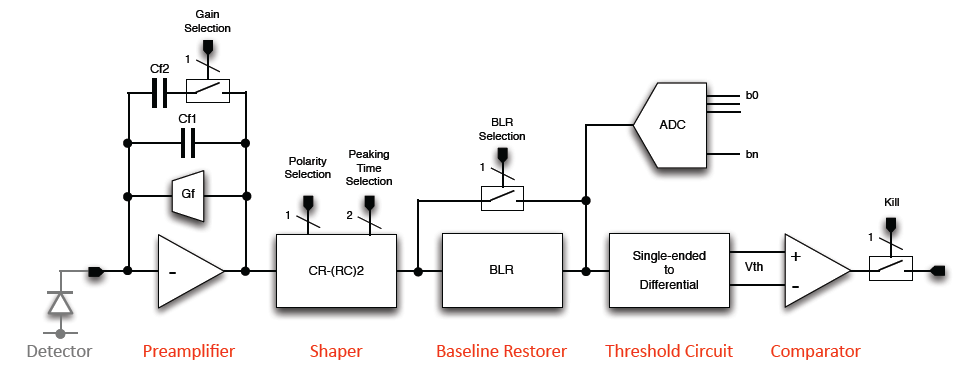 Gain
Selection
1
Cf2
Cf1
Gf
-
Polarity
Selection
1
Peaking
Time
Selection
2
CR-(RC)2
BLR
Selection
1
BLR
ADC
b0
bn
Single-ended
to
Differential
Vth
+
-
Kill
1
Detector
Preamplifier
Shaper
Baseline Restorer
Threshold Circuit
Comparator